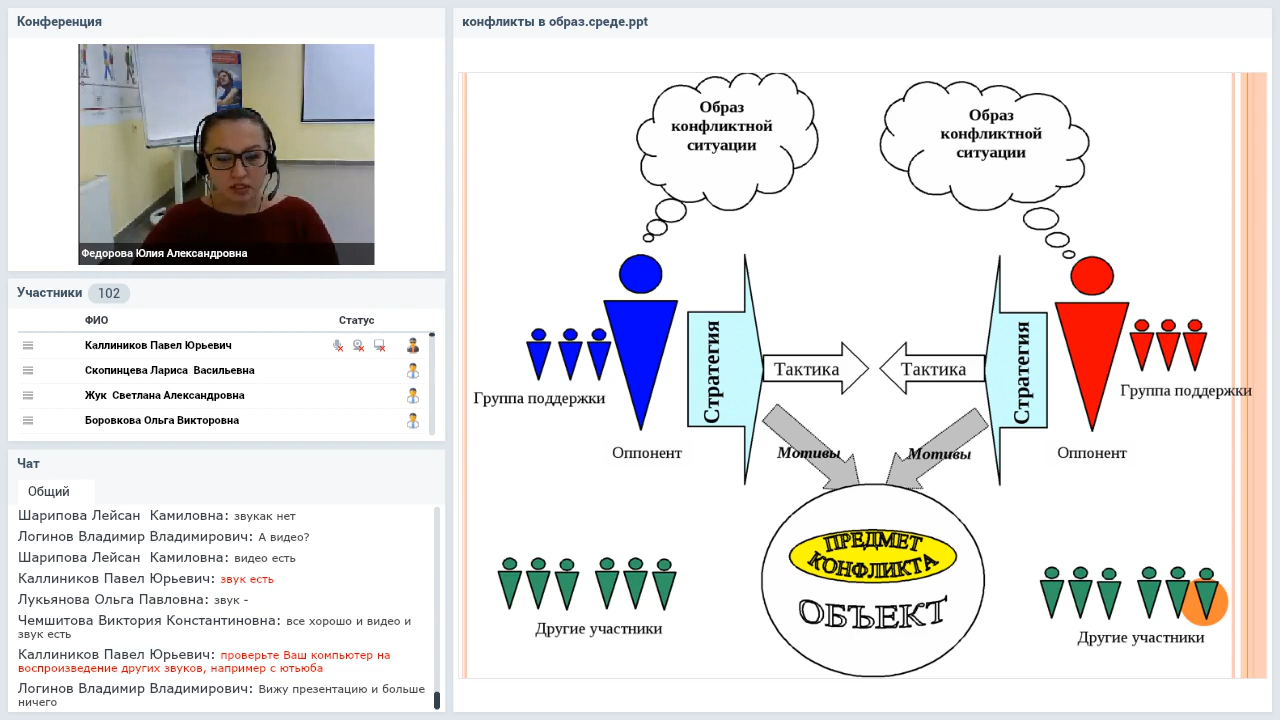 Конференция
Федорова Юлия Александровна
Участники 102
ФИО Статус
Каллиников Павел Юрьевич
Скопинцева Лариса Васильевна
Жук Светлана Александровна
Боровкова Ольга Викторовна
Чат
Общий
Шарипова Лейсан Камиловна: звукак нет
Логинов Владимир Владимирович: А видео?
Шарипова Лейсан Камиловна: видео есть
Каллиников Павел Юрьевич: звук есть
Лукьянова Ольга Павловна: звук -
Чемшитова Виктория Константиновна: все хорошо и видео и
звук есть
Каллиников Павел Юрьевич: проверьте Ваш компьютер на
воспроизведение других звуков, например с ютьюба
Логинов Владимир Владимирович: Вижу презентацию и больше
ничего
конфликты в образ.среде.ppt
Образ
конфликтной
ситуации
Образ
конфликтной
ситуации
Стратегия
Тактика
Тактика
Стратегия
Группа поддержки
Группа поддержки
Оппонент
Мотивы
Мотивы
Оппонент
ПРЕДМЕТ
КОНФЛИКТА
ОБЪЕКТ
Другие участники
Другие участники